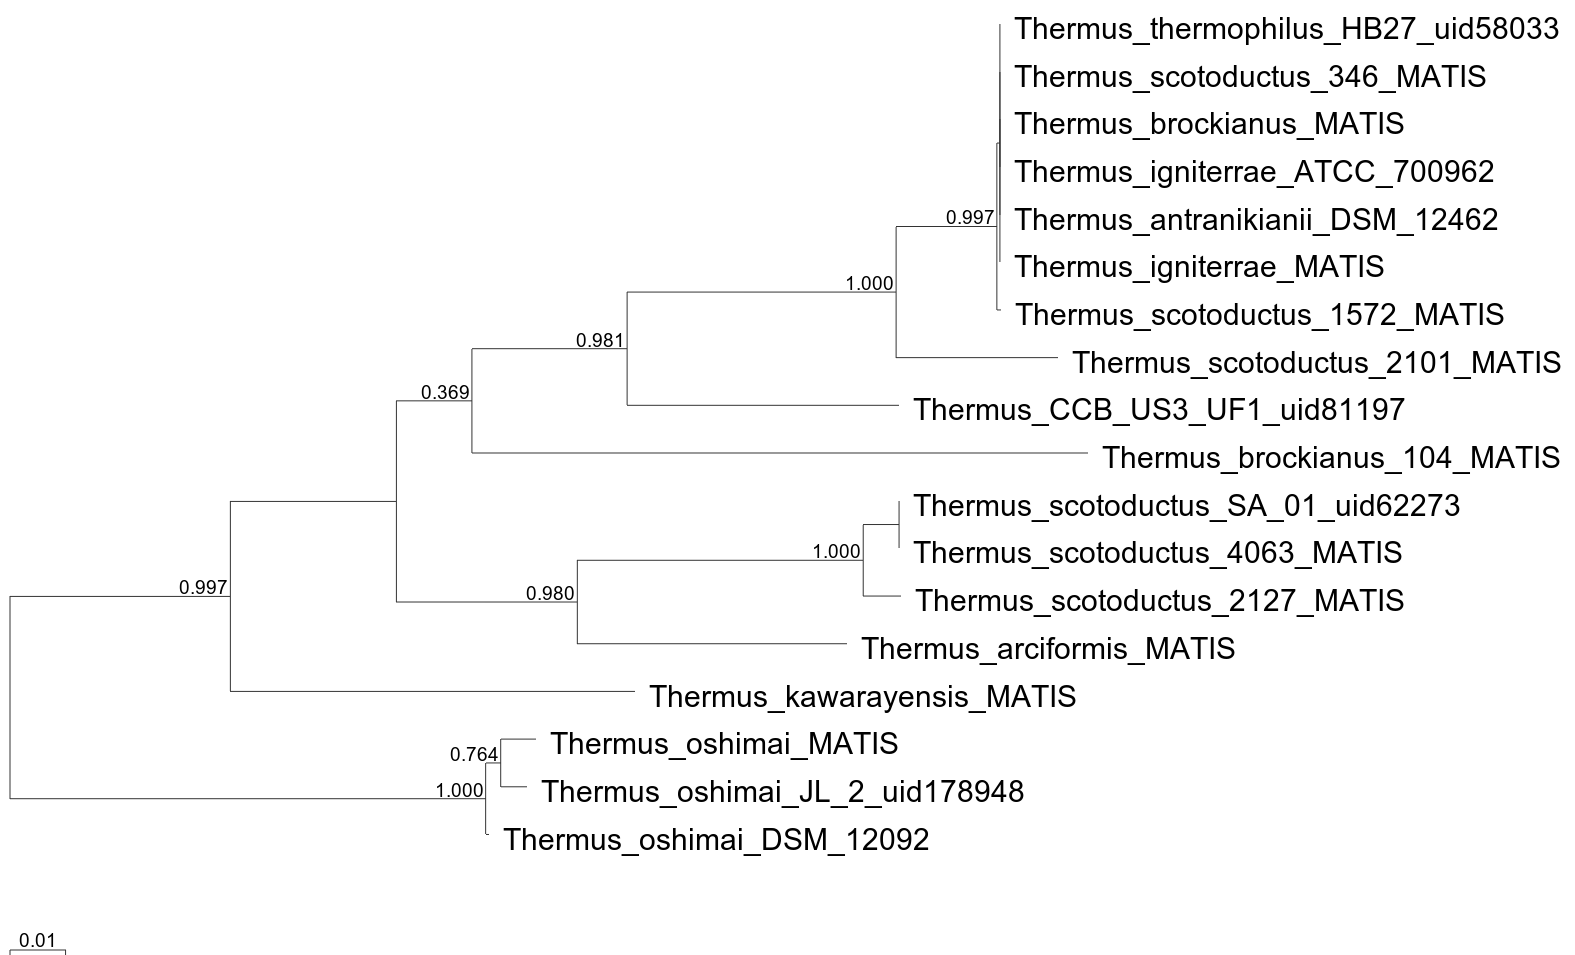 Thermus_thermophilus_HB27_uid58033
Thermus_scotoductus_346_MATIS
Thermus_brockianus_MATIS
Thermus_igniterrae_ATCC_700962
Thermus_antranikianii_DSM_12462
0.997
Thermus_igniterrae_MATIS
1.000
Thermus_scotoductus_1572_MATIS
0.981
Thermus_scotoductus_2101_MATIS
0.369
Thermus_CCB_US3_UF1_uid81197
Thermus_brockianus_104_MATIS
Thermus_scotoductus_SA_01_uid62273
1.000
Thermus_scotoductus_4063_MATIS
0.997
0.980
Thermus_scotoductus_2127_MATIS
Thermus_arciformis_MATIS
Thermus_kawarayensis_MATIS
Thermus_oshimai_MATIS
0.764
1.000
Thermus_oshimai_JL_2_uid178948
Thermus_oshimai_DSM_12092
0.01